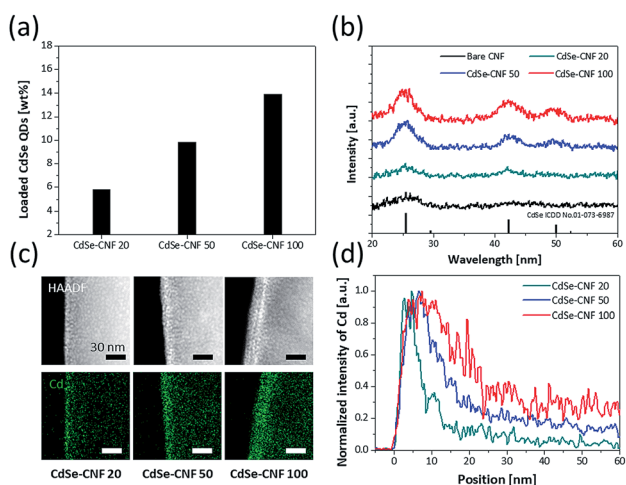 (a)
Loaded CdSe QDs [wt%]
18
16
14
12
10
8
6
4
2
CdSe-CNF 20 CdSe-CNF 50 CdSe-CNF 100
(b)
Intensity [a.u.]
Bare CNF CdSe-CNF 20
CdSe-CNF 50 CdSe-CNF 100
CdSe ICDD No.01-073-6987
20 30 40 50 60
Wavelength [nm]
(c)
HAADF
30 nm
Cd
CdSe-CNF 20 CdSe-CNF 50 CdSe-CNF 100
(d)
Normalized intensity of Cd [a.u.]
1.0
0.8
0.6
0.4
0.2
0.0
CdSe-CNF 20
CdSe-CNF 50
CdSe-CNF 100
0 10 20 30 40 50 60
Position [nm]